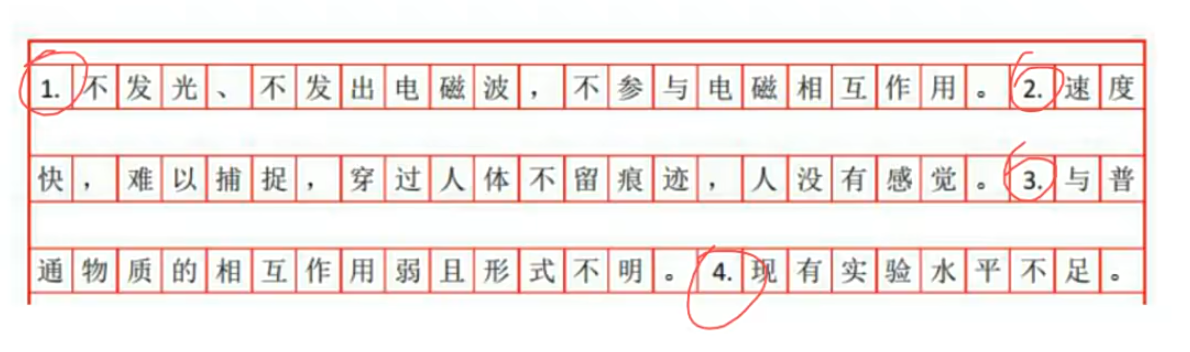 1.不发光、不发出电磁波，不参与电磁相互作用。2.速度
快，难以捕捉，穿过人体不留痕迹，人没有感觉。3.与普
通物质的相互作用弱且形式不明。4.现有实验水平不足。